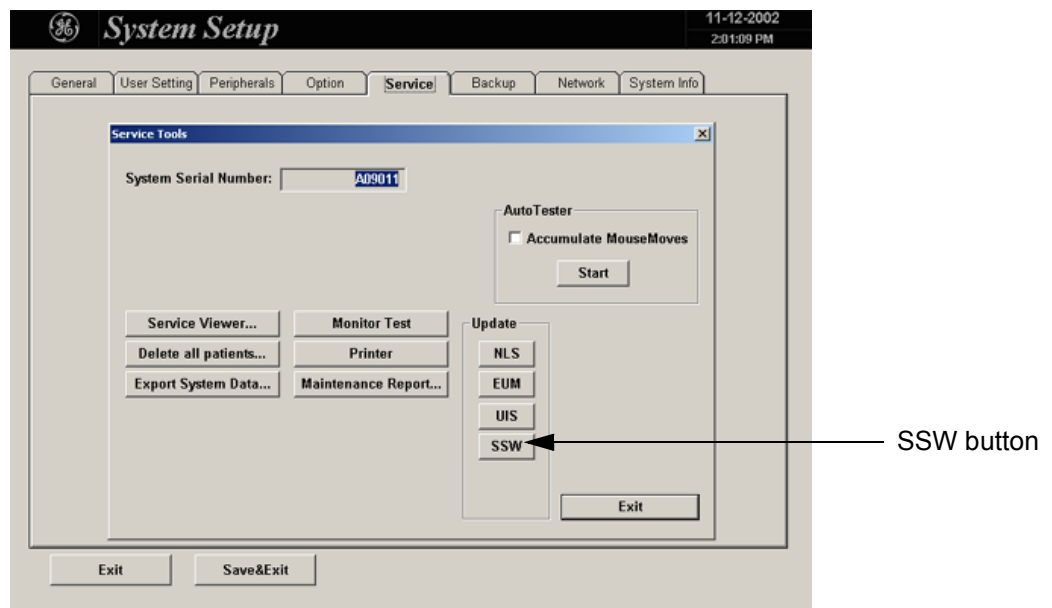 System Setup
11-12-2002
2:01:09 PM
General User Setting Peripherals Option Service Backup Network System Info
Service Tools
System Serial Number: A09011
AutoTester
Accumulate MouseMoves
Start
Service Viewer... Monitor Test
Delete all patients... Printer
Export System Data... Maintenance Report...
Update
NLS
EUM
UIS
SSW
SSW button
Exit
Exit Save&Exit